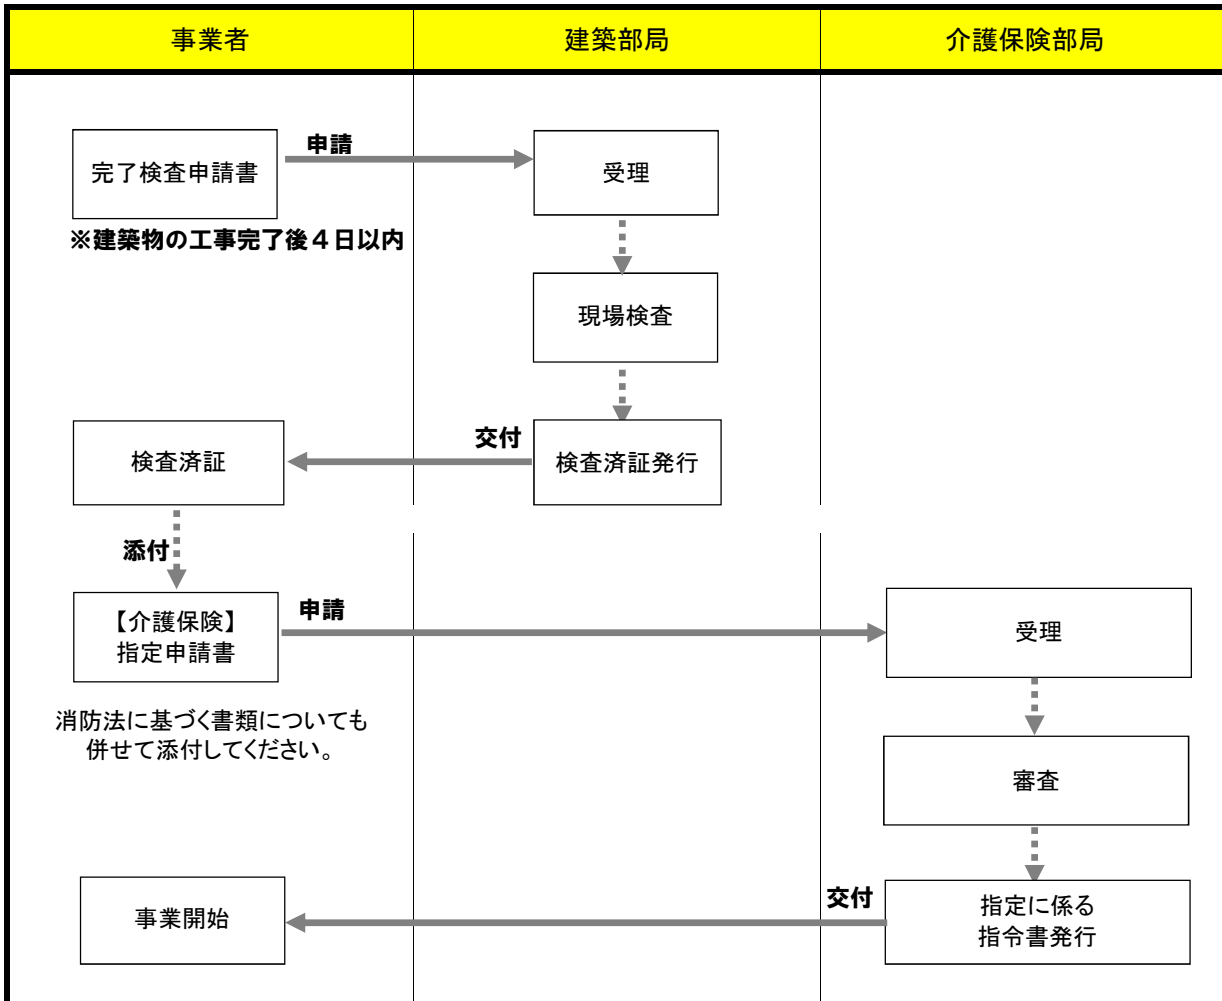 事業者
建築部局
介護保険部局
申請
完了検査申請書
受理
※建築物の工事完了後４日以内
現場検査
交付
検査済証
検査済証発行
添付
【介護保険】
指定申請書
申請
受理
消防法に基づく書類についても
併せて添付してください。
審査
交付
事業開始
指定に係る
指令書発行